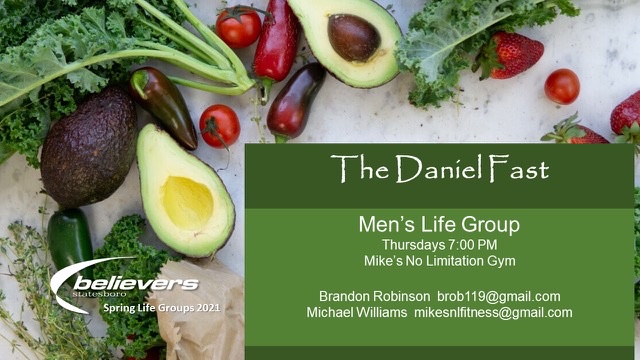 The Daniel Fast
Men's Life Group
Thursdays 7:00 PM
Mike's No Limitation Gym
Brandon Robinson  brob119@gmail.com
Michael Williams  mikesnlfitness@gmail.com
believers
statesboro
Spring Life Groups 2021